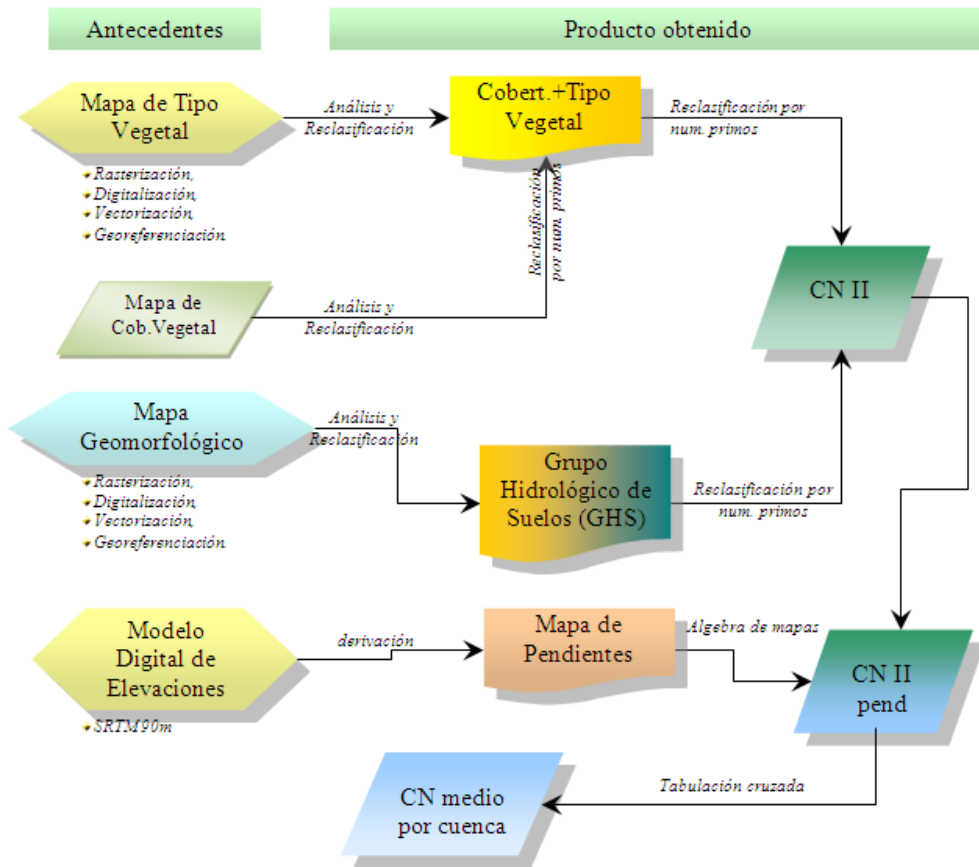 Antecedentes
Producto obtenido
Mapa de Tipo
Vegetal
Análisis y
Reclasificación
Cobert.+Tipo
Vegetal
Reclasificación por
num. primos
Rasterización,
Digitalización,
Vectorización,
Georeferenciación.
Reclasificación
por num. primos
Mapa de
Cob.Vegetal
Análisis y
Reclasificación
CN II
Mapa
Geomorfológico
Análisis y
Reclasificación
Rasterización,
Digitalización,
Vectorización,
Georeferenciación.
Grupo
Hidrológico de
Suelos (GHS)
Reclasificación por
num. primos
Modelo
Digital de
Elevaciones
derivación
Mapa de
Pendientes
Algebra de mapas
CN II
pend
SRTM90m
CN medio
por cuenca
Tabulación cruzada